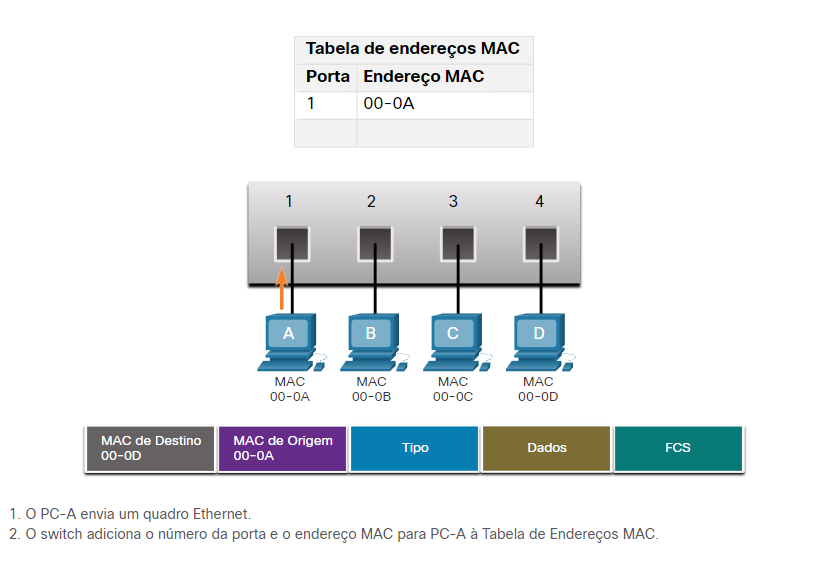 Tabela de endereços MAC
Porta Endereço MAC
1 00-0A
1 2 3 4
A B C D
MAC MAC MAC MAC
00-0A 00-0B 00-0C 00-0D
MAC de Destino MAC de Origem Tipo Dados FCS
00-0D 00-0A
1. O PC-A envia um quadro Ethernet.
2. O switch adiciona o número da porta e o endereço MAC para PC-A à Tabela de Endereços MAC.